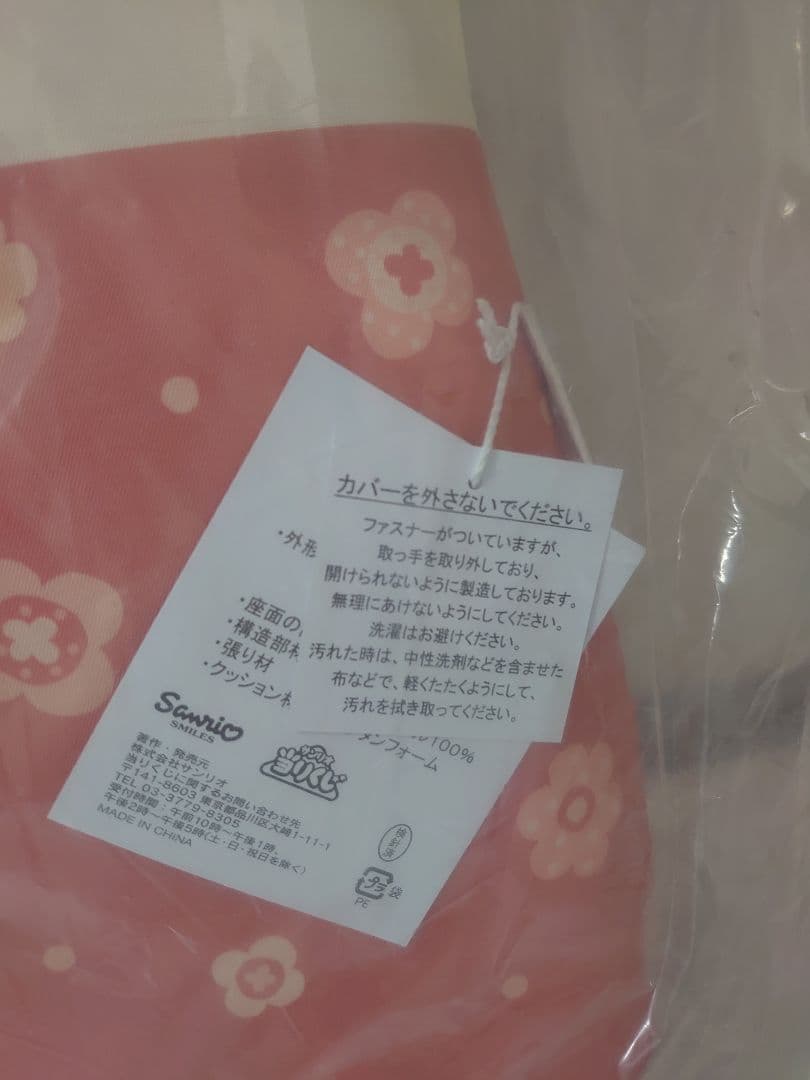 カバーを外さないでください。
ファスナーがついていますが、
取っ手を取り外しており、
開けられないように製造しております。
無理にあけないようにしてください。
洗濯はお避けください。
汚れた時は、中性洗剤などを含ませた
布などで、軽くたたくようにして、
汚れを拭き取ってください。
・外形
・座面の
・構造部材
・張り材
・クッション材
100%
タンフォーム
Sanrio
SMILES
サンリオ
当りくじ
著作・発売元
株式会社サンリオ
当りくじに関するお問い合わせ先
〒141-8603 東京都品川区大崎1-11-1
TEL 03-3779-8305
受付時間：午前10時～午後1時、
午後2時～午後5時(土・日・祝日を除く)
MADE IN CHINA
検針済
プラ
袋
PE